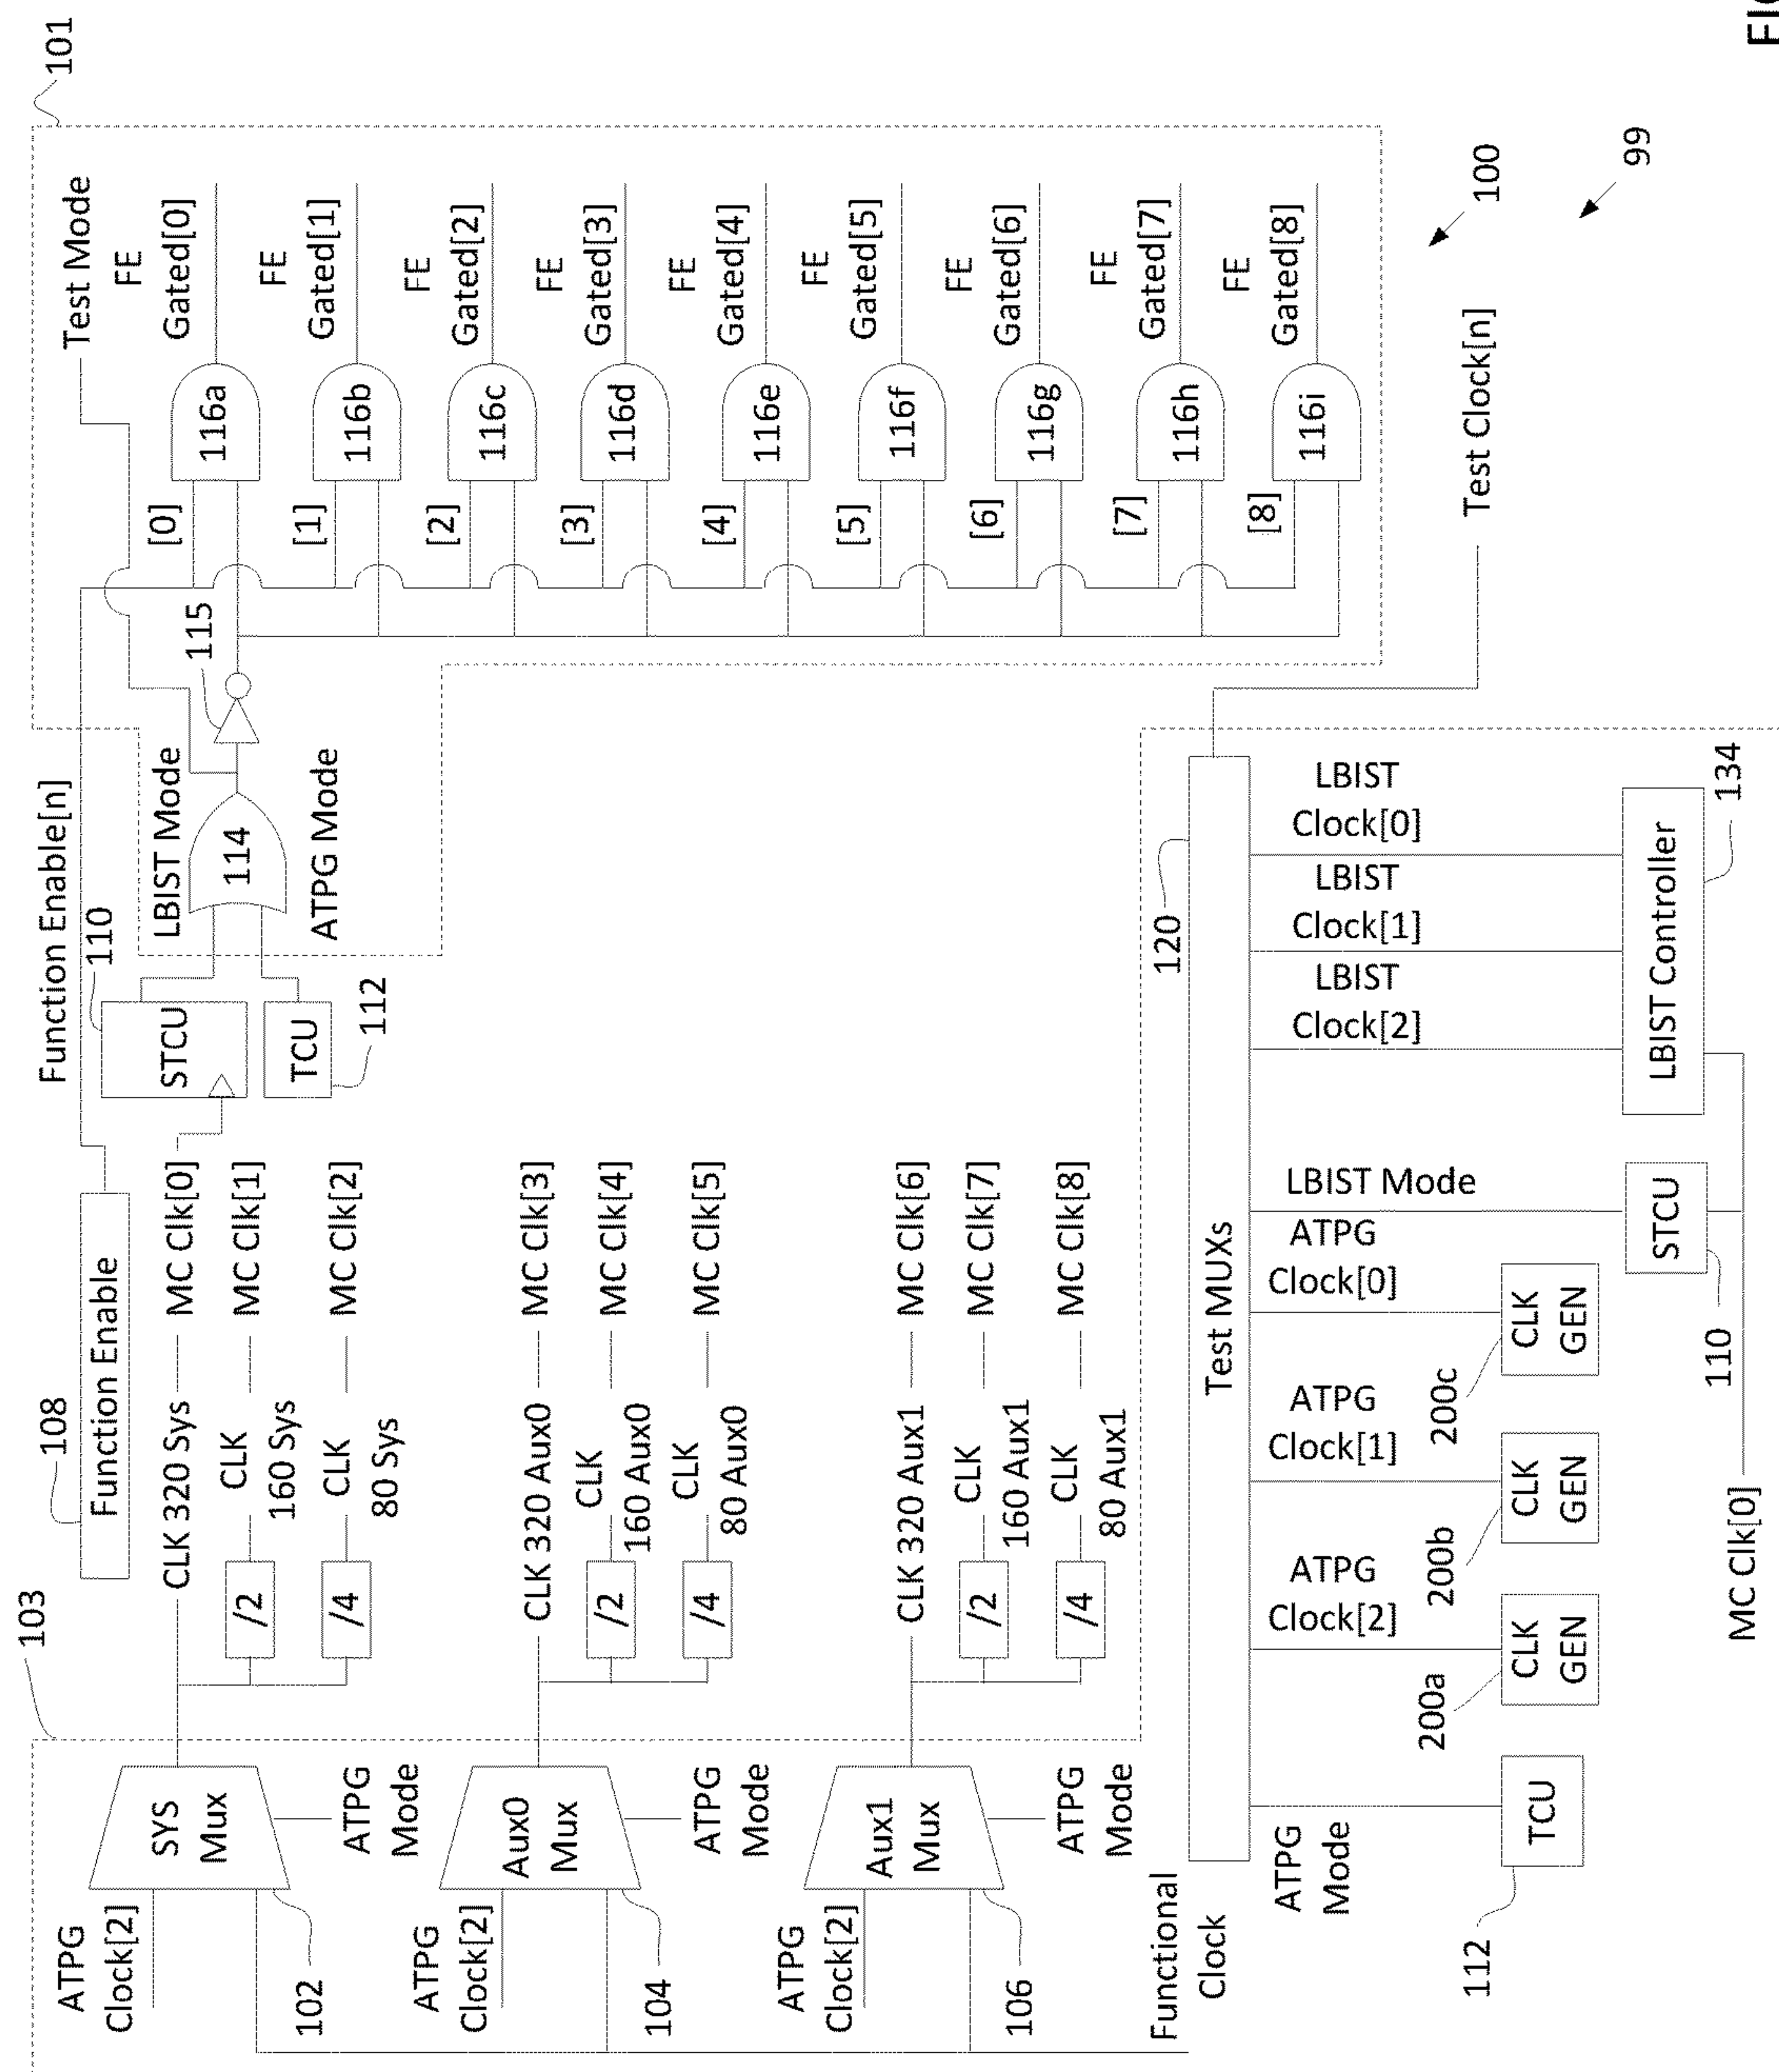 101
Test Mode
FE
Gated[0]
FE
Gated[1]
FE
Gated[2]
FE
Gated[3]
FE
Gated[4]
FE
Gated[5]
FE
Gated[6]
FE
Gated[7]
FE
Gated[8]
116a
116b
116c
116d
116e
116f
116g
116h
116i
[0]
[1]
[2]
[3]
[4]
[5]
[6]
[7]
[8]
115
100
99
Test Clock[n]
Function Enable[n]
LBIST Mode
114
ATPG Mode
110
STCU
TCU
112
108
Function Enable
103
CLK 320 Sys
MC Clk[0]
/2
CLK
160 Sys
MC Clk[1]
/4
CLK
80 Sys
MC Clk[2]
CLK 320 Aux0
MC Clk[3]
/2
CLK
160 Aux0
MC Clk[4]
/4
CLK
80 Aux0
MC Clk[5]
CLK 320 Aux1
MC Clk[6]
/2
CLK
160 Aux1
MC Clk[7]
/4
CLK
80 Aux1
MC Clk[8]
ATPG
Clock[2]
SYS
Mux
ATPG
Mode
102
ATPG
Clock[2]
Aux0
Mux
ATPG
Mode
104
ATPG
Clock[2]
Aux1
Mux
ATPG
Mode
106
Functional
Clock
120
Test MUXs
ATPG
Mode
TCU
112
ATPG
Clock[2]
200a
CLK
GEN
ATPG
Clock[1]
200b
CLK
GEN
ATPG
Clock[0]
200c
CLK
GEN
LBIST Mode
STCU
110
LBIST
Clock[2]
LBIST
Clock[1]
LBIST
Clock[0]
LBIST Controller
134
MC Clk[0]